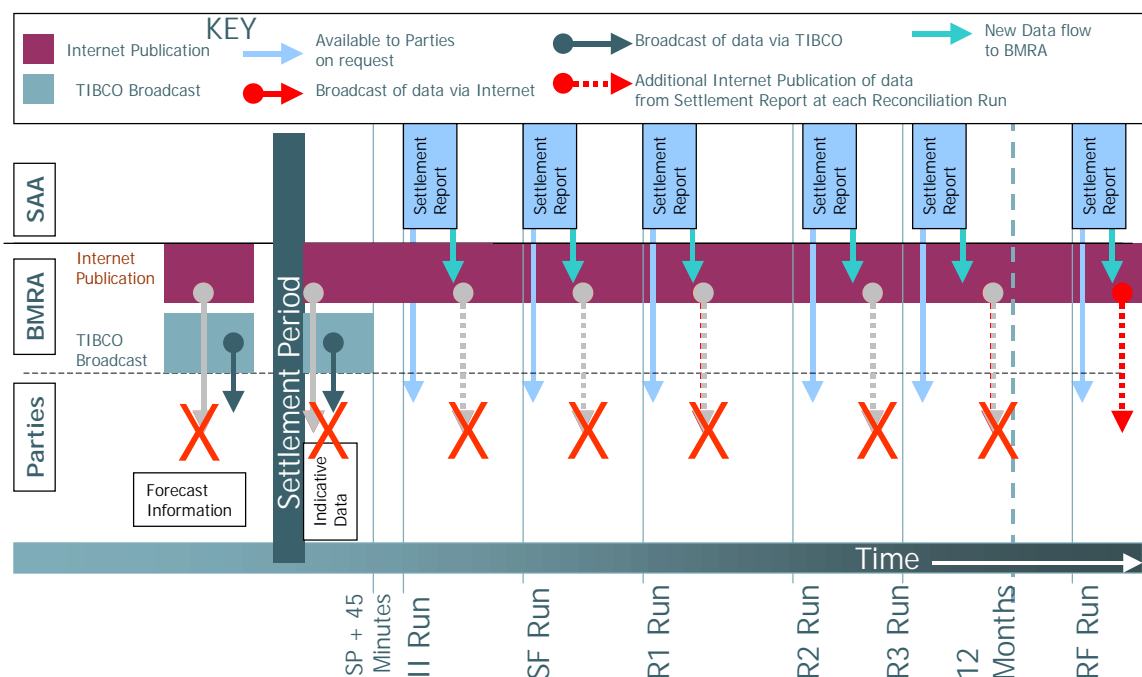 KEY
Internet Publication
TIBCO Broadcast
Available to Parties
on request
Broadcast of data via Internet
Broadcast of data via TIBCO
Additional Internet Publication of data
from Settlement Report at each Reconciliation Run
New Data flow
to BMRA
SAA
Settlement
Report
Settlement
Report
Settlement
Report
Settlement
Report
Settlement
Report
Settlement
Report
BMRA
Internet
Publication
TIBCO
Broadcast
Parties
Settlement Period
Forecast
Information
Indicative
Data
Time
SP + 45
Minutes
II Run
SF Run
R1 Run
R2 Run
R3 Run
12
Months
RF Run